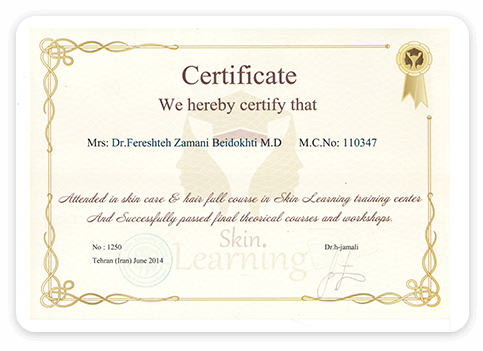 Certificate
We hereby certify that
Mrs: Dr.Fereshteh Zamani Beidokhti M.D M.C.No: 110347
Attended in skin care & hair full course in Skin Learning training center
And Successfully passed final theorical courses and workshops.
Skin.
Learning
No : 1250 Dr.h-jamali
Tehran (Iran) June 2014